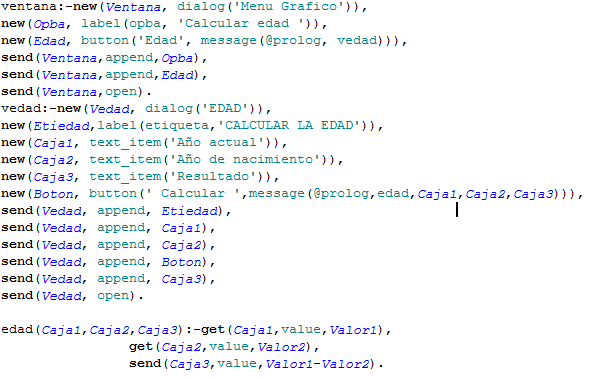 ventana:-new(Ventana, dialog('Menu Grafico')),
new(Opba, label(opba, 'Calcular edad ')),
new(Edad, button('Edad', message(@prolog, vedad))),
send(Ventana,append,Opba),
send(Ventana,append,Edad),
send(Ventana,open).
vedad:-new(Vedad, dialog('EDAD')),
new(Etiedad,label(etiqueta,'CALCULAR LA EDAD')),
new(Caja1, text_item('Año actual')),
new(Caja2, text_item('Año de nacimiento')),
new(Caja3, text_item('Resultado')),
new(Boton, button(' Calcular ',message(@prolog,edad,Caja1,Caja2,Caja3))),
send(Vedad, append, Etiedad),
send(Vedad, append, Caja1),
send(Vedad, append, Caja2),
send(Vedad, append, Boton),
send(Vedad, append, Caja3),
send(Vedad, open).
edad(Caja1,Caja2,Caja3):-get(Caja1,value,Valor1),
get(Caja2,value,Valor2),
send(Caja3,value,Valor1-Valor2).